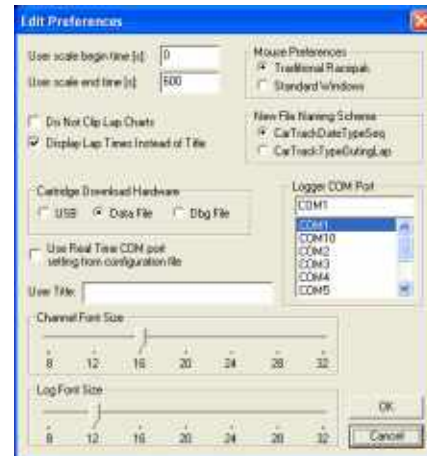 Edit Preferences
User scale begin time [s]: 0
User scale end time [s]: 600
Mouse Preferences
Traditional Racepak
Standard Windows
Do Not Clip Lap Charts
Display Lap Times Instead of Title
New File Naming Scheme
CarTrackDateTypeSeq
CarTrackTypeOutingLap
Cartridge Download Hardware
USB Data File Dbg File
Logger COM Port
COM1
COM1
COM10
COM2
COM3
COM4
COM5
Use Real Time COM port
setting from configuration file
User Title:
Channel Font Size
8 12 16 20 24 28 32
Log Font Size
8 12 16 20 24 28 32
OK
Cancel